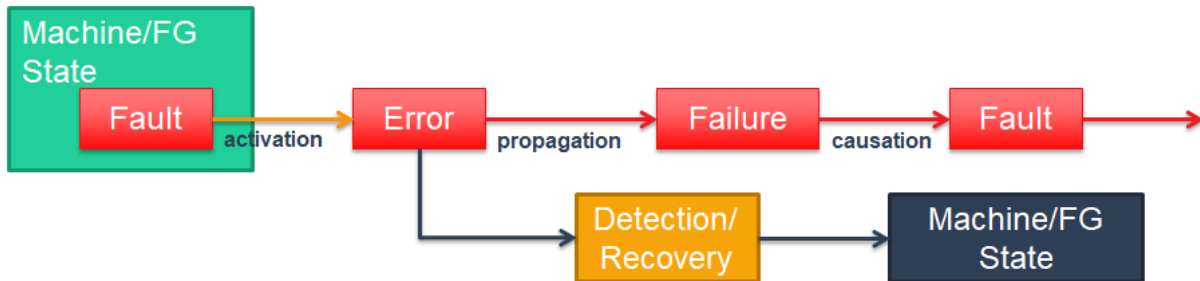 Machine/FG
State
Fault
activation
Error
propagation
Failure
causation
Fault
Detection/
Recovery
Machine/FG
State